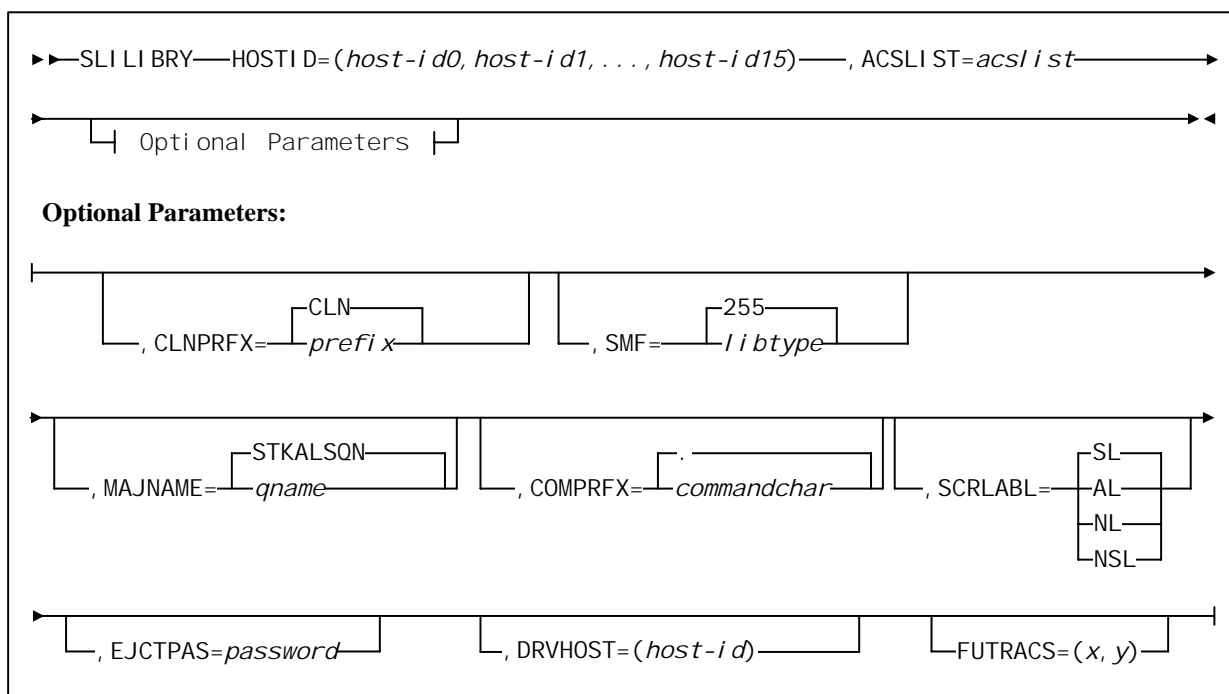 SLILIBRY HOSTID=(host-id0,host-id1,...,host-id15) ,ACSLIST=acslist
Optional Parameters
Optional Parameters:
CLN 255
,CLNPRFX= prefix ,SMF= libtype
STKALSQN . SL
,MAJNAME= qname ,COMPRFX= commandchar ,SCRLABL= AL
NL
NSL
,EJCTPAS=password ,DRVHOST=(host-id) FUTRACS=(x,y)